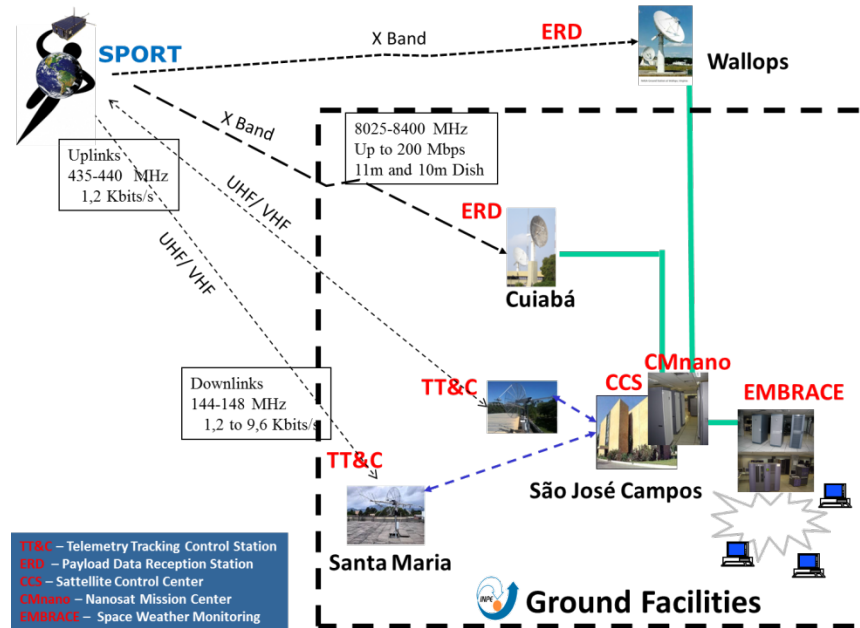 SPORT
X Band
ERD
Wallops
X Band
8025-8400 MHz
Up to 200 Mbps
11m and 10m Dish
Uplinks
435-440 MHz
1,2 Kbits/s
UHF/ VHF
UHF/ VHF
ERD
Cuiabá
Downlinks
144-148 MHz
1,2 to 9,6 Kbits/s
TT&C
CCS
CMnano
EMBRACE
TT&C
São José Campos
Santa Maria
TT&C – Telemetry Tracking Control Station
ERD – Payload Data Reception Station
CCS – Sattellite Control Center
CMnano – Nanosat Mission Center
EMBRACE – Space Weather Monitoring
INPE
Ground Facilities